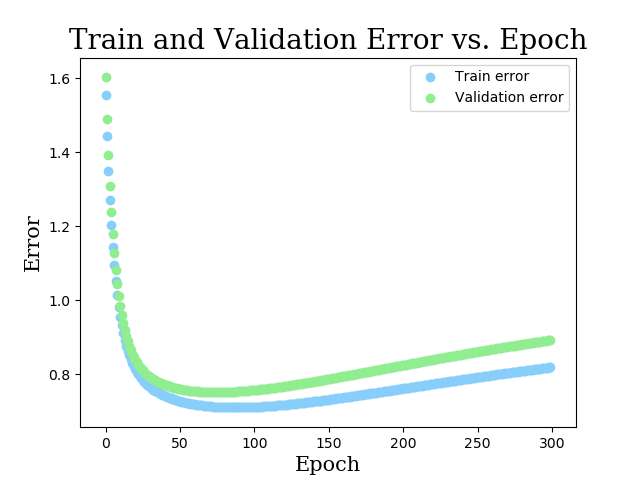 Train and Validation Error vs. Epoch
Train error
Validation error
1.6
1.4
1.2
1.0
0.8
Error
0
50
100
150
200
250
300
Epoch